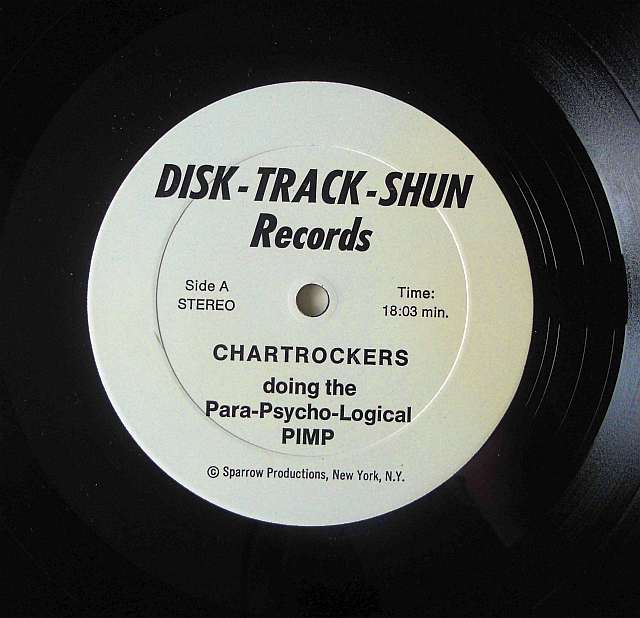 DISK-TRACK-SHUN
Records
Side A
STEREO
Time:
18:03 min.
CHARTROCKERS
doing the
Para-Psycho-Logical
PIMP
© Sparrow Productions, New York, N.Y.